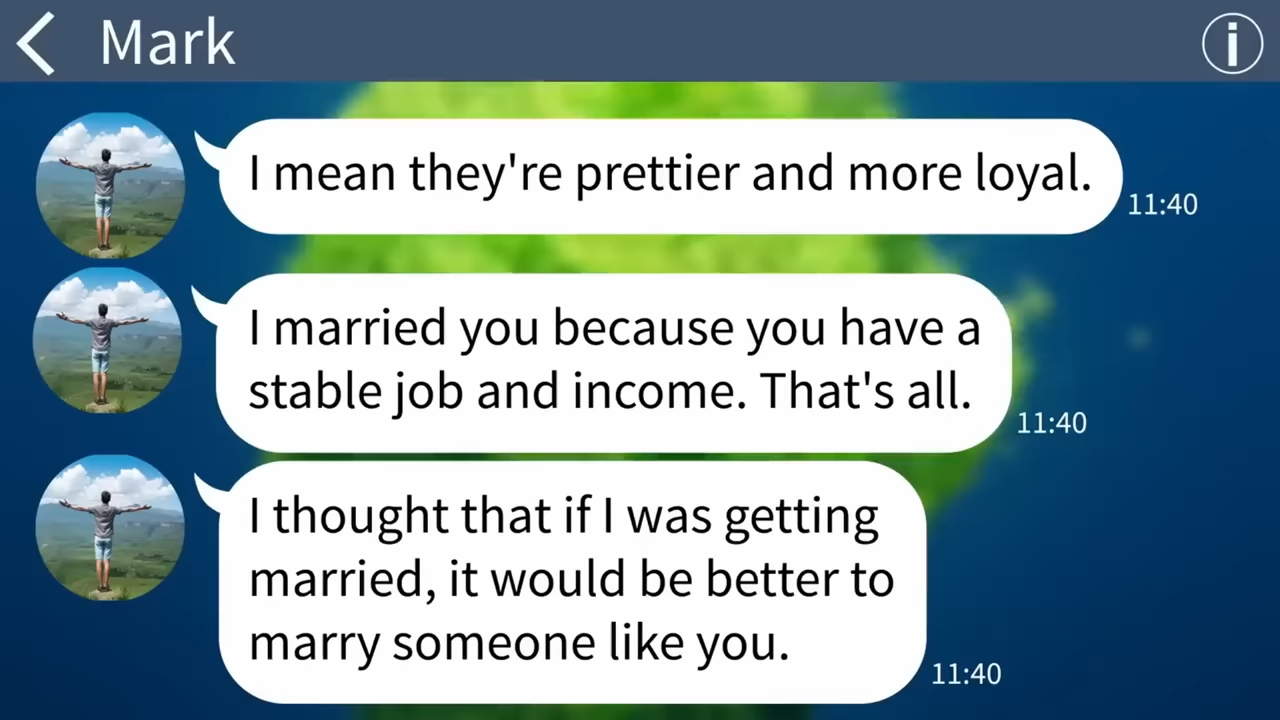 Mark
I mean they're prettier and more loyal.
11:40
I married you because you have a
stable job and income. That's all.
11:40
I thought that if I was getting
married, it would be better to
marry someone like you.
11:40